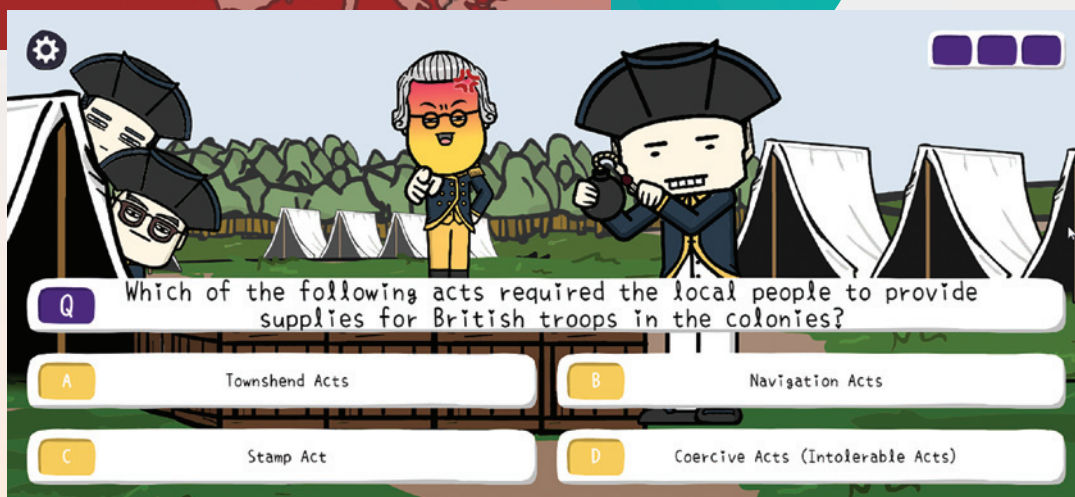 Q
Which of the following acts required the local people to provide
supplies for British troops in the colonies?
A
Townshend Acts
B
Navigation Acts
C
Stamp Act
D
Coercive Acts (Intolerable Acts)